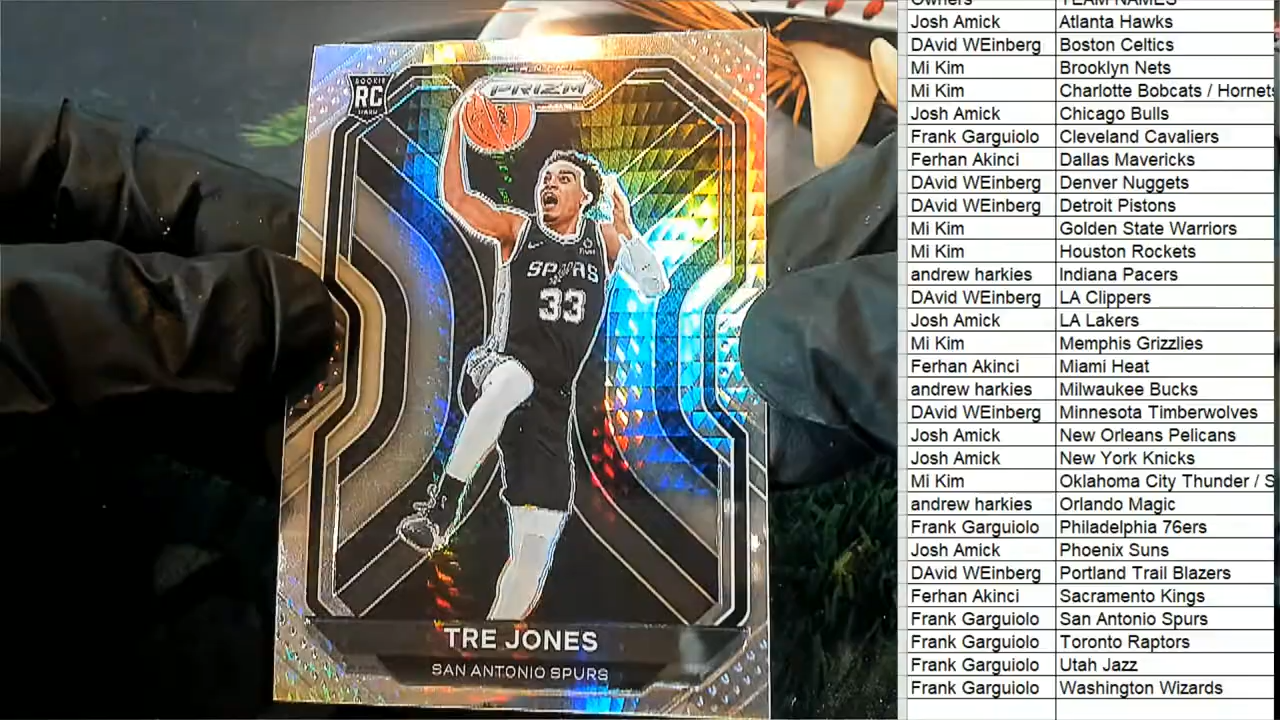 ROOKIE
RC
CARD
PRIZM
SPURS
33
TRE JONES
SAN ANTONIO SPURS
Owners TEAM NAMES
Josh Amick Atlanta Hawks
DAvid WEinberg Boston Celtics
Mi Kim Brooklyn Nets
Mi Kim Charlotte Bobcats / Hornets
Josh Amick Chicago Bulls
Frank Garguiolo Cleveland Cavaliers
Ferhan Akinci Dallas Mavericks
DAvid WEinberg Denver Nuggets
DAvid WEinberg Detroit Pistons
Mi Kim Golden State Warriors
Mi Kim Houston Rockets
andrew harkies Indiana Pacers
DAvid WEinberg LA Clippers
Josh Amick LA Lakers
Mi Kim Memphis Grizzlies
Ferhan Akinci Miami Heat
andrew harkies Milwaukee Bucks
DAvid WEinberg Minnesota Timberwolves
Josh Amick New Orleans Pelicans
Josh Amick New York Knicks
Mi Kim Oklahoma City Thunder / S
andrew harkies Orlando Magic
Frank Garguiolo Philadelphia 76ers
Josh Amick Phoenix Suns
DAvid WEinberg Portland Trail Blazers
Ferhan Akinci Sacramento Kings
Frank Garguiolo San Antonio Spurs
Frank Garguiolo Toronto Raptors
Frank Garguiolo Utah Jazz
Frank Garguiolo Washington Wizards